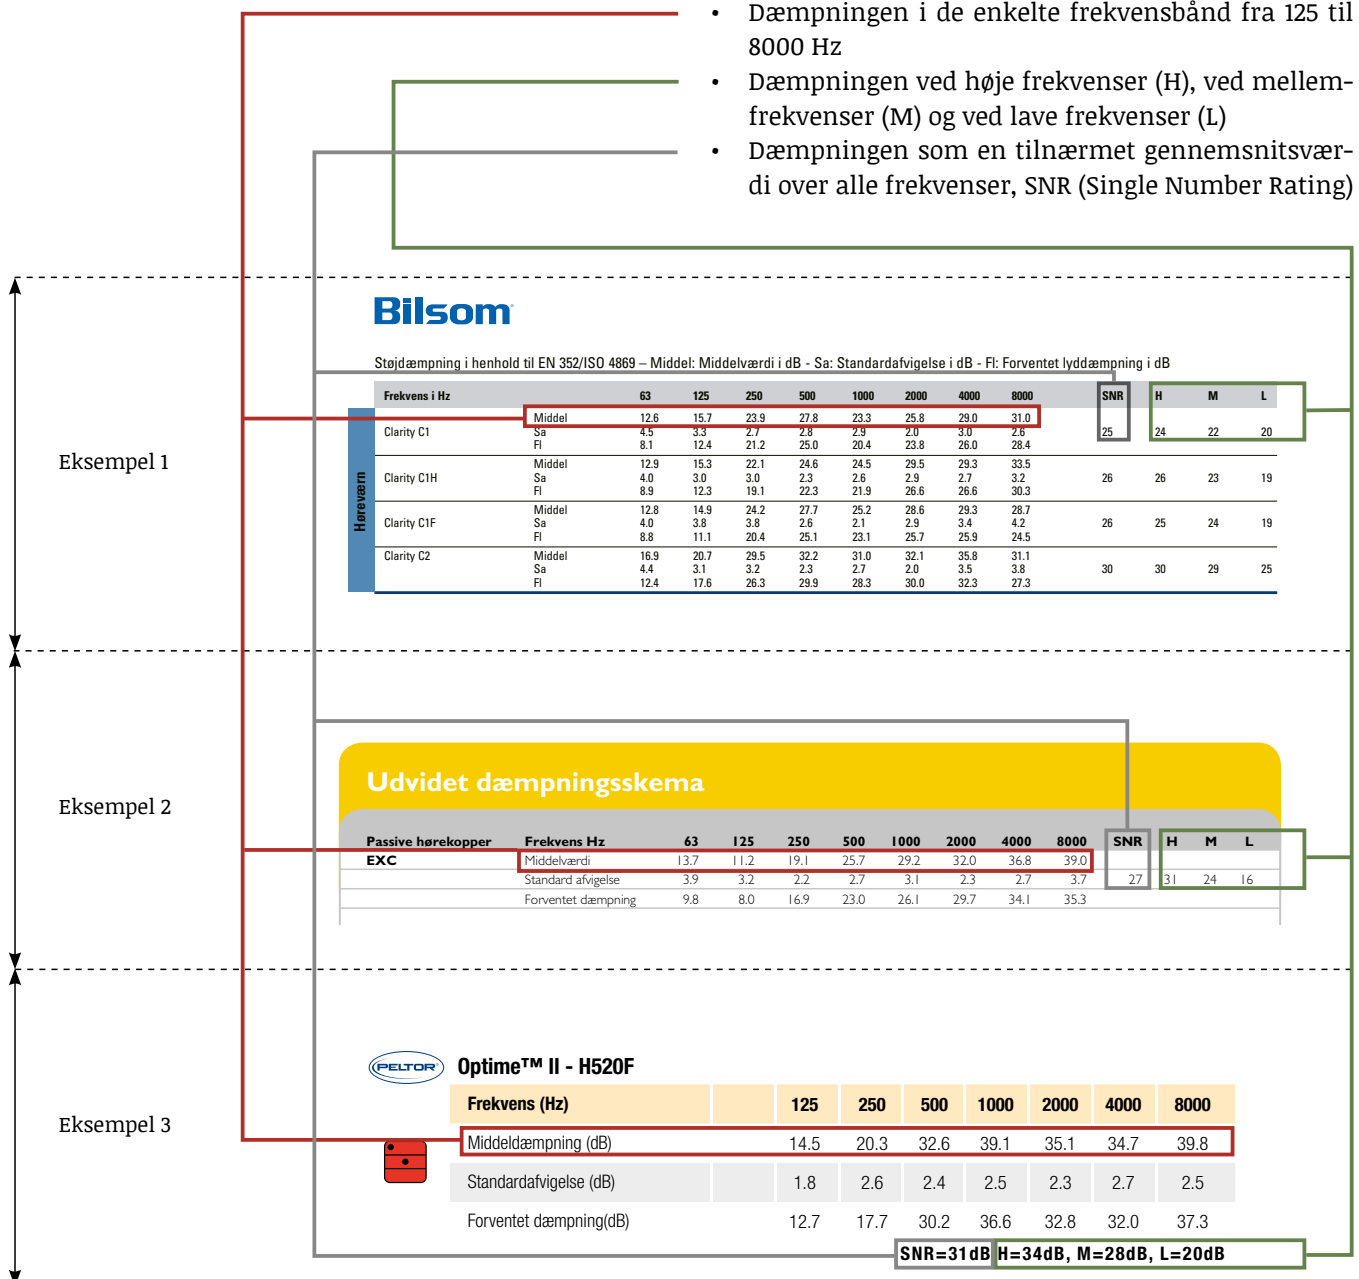 • Dæmpningen i de enkelte frekvensbånd fra 125 til
8000 Hz
• Dæmpningen ved høje frekvenser (H), ved mellem-
frekvenser (M) og ved lave frekvenser (L)
• Dæmpningen som en tilnærmet gennemsnitsvær-
di over alle frekvenser, SNR (Single Number Rating)
Eksempel 1
Bilsom
Støjdæmpning i henhold til EN 352/ISO 4869 – Middel: Middelværdi i dB - Sa: Standardafvigelse i dB - Fl: Forventet lyddæmpning i dB
Frekvens i Hz 63 125 250 500 1000 2000 4000 8000 SNR H M L
Høreværn
Middel 12.6 15.7 23.9 27.8 23.3 25.8 29.0 31.0
Clarity C1 Sa 4.5 3.3 2.7 2.8 2.9 2.0 3.0 2.6 25 24 22 20
Fl 8.1 12.4 21.2 25.0 20.4 23.8 26.0 28.4
Middel 12.9 15.3 22.1 24.6 24.5 29.5 29.3 33.5
Clarity C1H Sa 4.0 3.0 3.0 2.3 2.6 2.9 2.7 3.2 26 26 23 19
Fl 8.9 12.3 19.1 22.3 21.9 26.6 26.6 30.3
Middel 12.8 14.9 24.2 27.7 25.2 28.6 29.3 28.7
Clarity C1F Sa 4.0 3.8 3.8 2.6 2.1 2.9 3.4 4.2 26 25 24 19
Fl 8.8 11.1 20.4 25.1 23.1 25.7 25.9 24.5
Clarity C2 Middel 16.9 20.7 29.5 32.2 31.0 32.1 35.8 31.1
Sa 4.4 3.1 3.2 2.3 2.7 2.0 3.5 3.8 30 30 29 25
Fl 12.4 17.6 26.3 29.9 28.3 30.0 32.3 27.3
Eksempel 2
Udvidet dæmpningsskema
Passive hørekopper Frekvens Hz 63 125 250 500 1000 2000 4000 8000 SNR H M L
EXC Middelværdi 13.7 11.2 19.1 25.7 29.2 32.0 36.8 39.0
Standard afvigelse 3.9 3.2 2.2 2.7 3.1 2.3 2.7 3.7 27 31 24 16
Forventet dæmpning 9.8 8.0 16.9 23.0 26.1 29.7 34.1 35.3
Eksempel 3
PELTOR Optime™ II - H520F
Frekvens (Hz) 125 250 500 1000 2000 4000 8000
Middeldæmpning (dB) 14.5 20.3 32.6 39.1 35.1 34.7 39.8
Standardafvigelse (dB) 1.8 2.6 2.4 2.5 2.3 2.7 2.5
Forventet dæmpning(dB) 12.7 17.7 30.2 36.6 32.8 32.0 37.3
SNR=31dB H=34dB, M=28dB, L=20dB